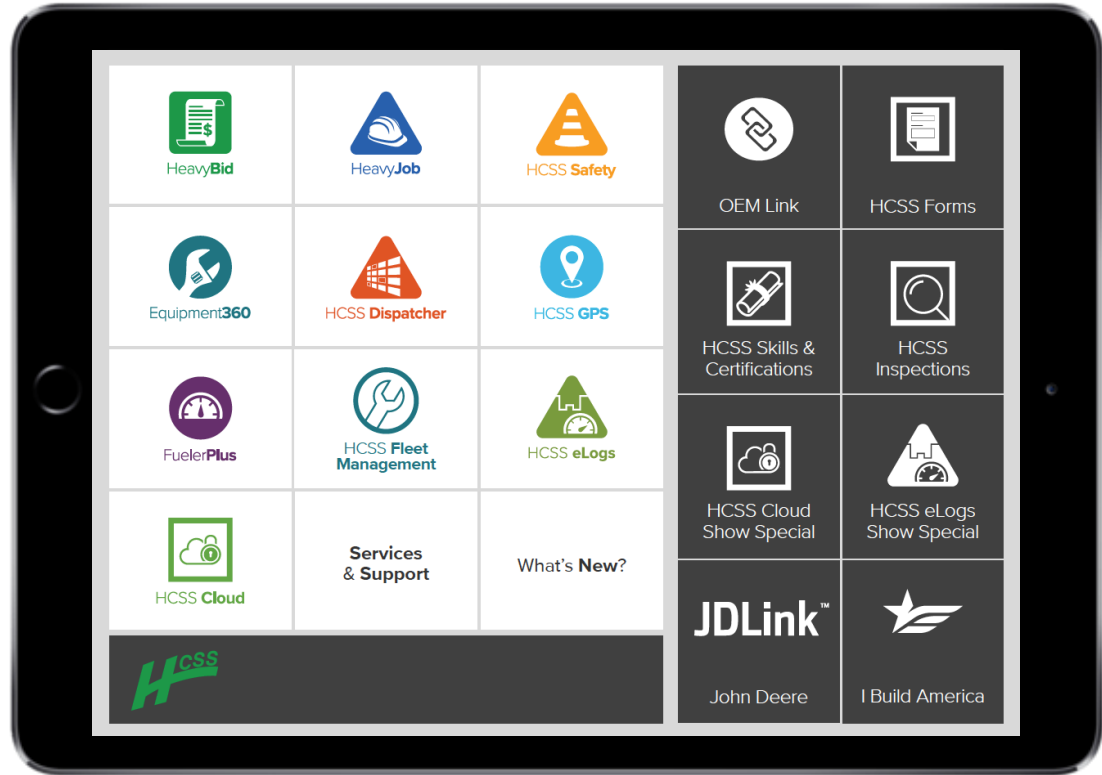 HeavyBid
HeavyJob
HCSS Safety
Equipment360
HCSS Dispatcher
HCSS GPS
FuelerPlus
HCSS Fleet
Management
HCSS eLogs
HCSS Cloud
Services
& Support
What's New?
HCSS
OEM Link
HCSS Forms
HCSS Skills &
Certifications
HCSS
Inspections
HCSS Cloud
Show Special
HCSS eLogs
Show Special
JDLink™
John Deere
I Build America